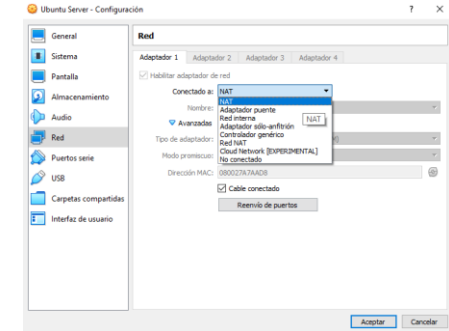 Ubuntu Server - Configuración ? ×
General
Sistema
Pantalla
Almacenamiento
Audio
Red
Puertos serie
USB
Carpetas compartidas
Interfaz de usuario
Red
Adaptador 1 Adaptador 2 Adaptador 3 Adaptador 4
Habilitar adaptador de red
Conectado a: NAT
NAT
Adaptador puente
Red interna
Adaptador sólo-anfitrión
Controlador genérico
Red NAT
Cloud Network [EXPERIMENTAL]
No conectado
NAT
Nombre:
Avanzadas
Tipo de adaptador:
Modo promiscuo:
Dirección MAC: 080027A7AADB
Cable conectado
Reenvío de puertos
Aceptar Cancelar